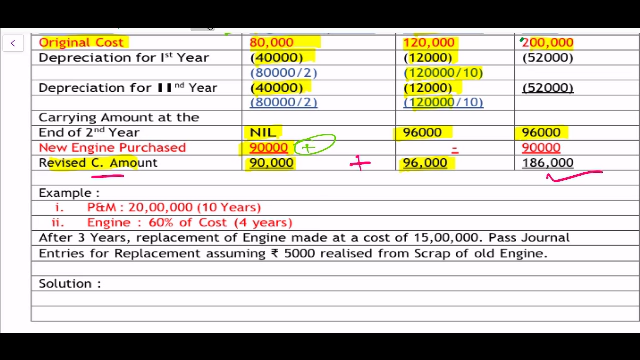 Original Cost 80,000 120,000 200,000
Depreciation for Ist Year (40000) (12000) (52000)
(80000/2) (120000/10)
Depreciation for IInd Year (40000) (12000) (52000)
(80000/2) (120000/10)
Carrying Amount at the
End of 2nd Year NIL 96000 96000
New Engine Purchased 90000 + - 90000
Revised C. Amount 90,000 + 96,000 186,000
Example :
i. P&M : 20,00,000 (10 Years)
ii. Engine : 60% of Cost (4 years)
After 3 Years, replacement of Engine made at a cost of 15,00,000. Pass Journal
Entries for Replacement assuming ₹ 5000 realised from Scrap of old Engine.
Solution :